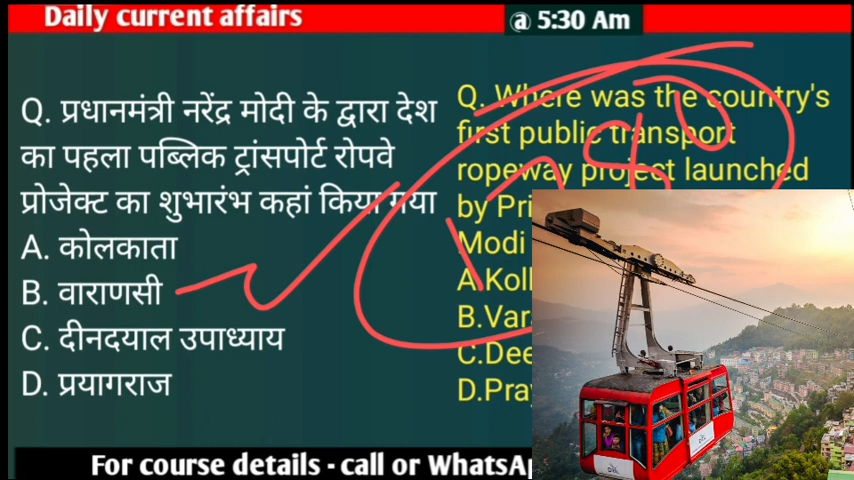 Daily current affairs
@ 5:30 Am
Q. प्रधानमंत्री नरेंद्र मोदी के द्वारा देश
का पहला पब्लिक ट्रांसपोर्ट रोपवे
प्रोजेक्ट का शुभारंभ कहां किया गया
A. कोलकाता
B. वाराणसी
C. दीनदयाल उपाध्याय
D. प्रयागराज
Q. Where was the country's
first public transport
ropeway project launched
by
Modi
For course details - call or